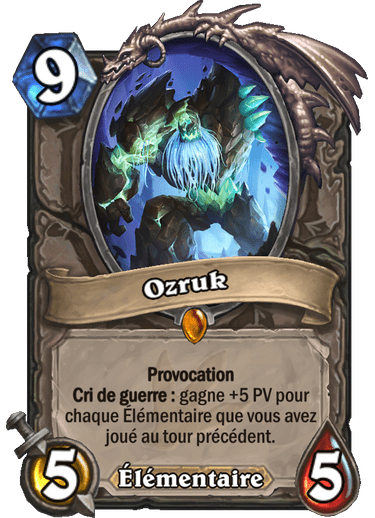 9
Ozruk
Provocation
Cri de guerre : gagne +5 PV pour
chaque Élémentaire que vous avez
joué au tour précédent.
5
Élémentaire
5